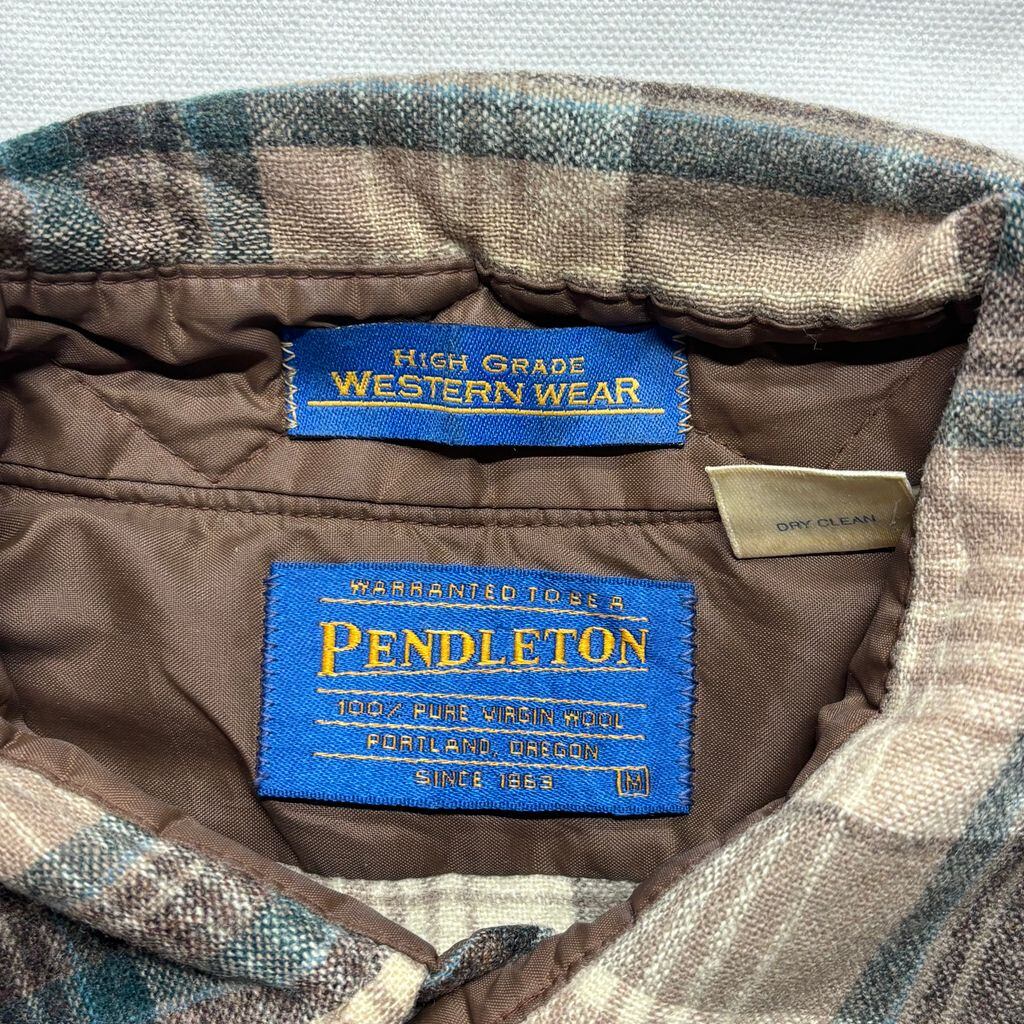 HIGH GRADE
WESTERN WEAR
DRY CLEAN
WARRANTED TO BE A
PENDLETON
100% PURE VIRGIN WOOL
PORTLAND, OREGON
SINCE 1863 M